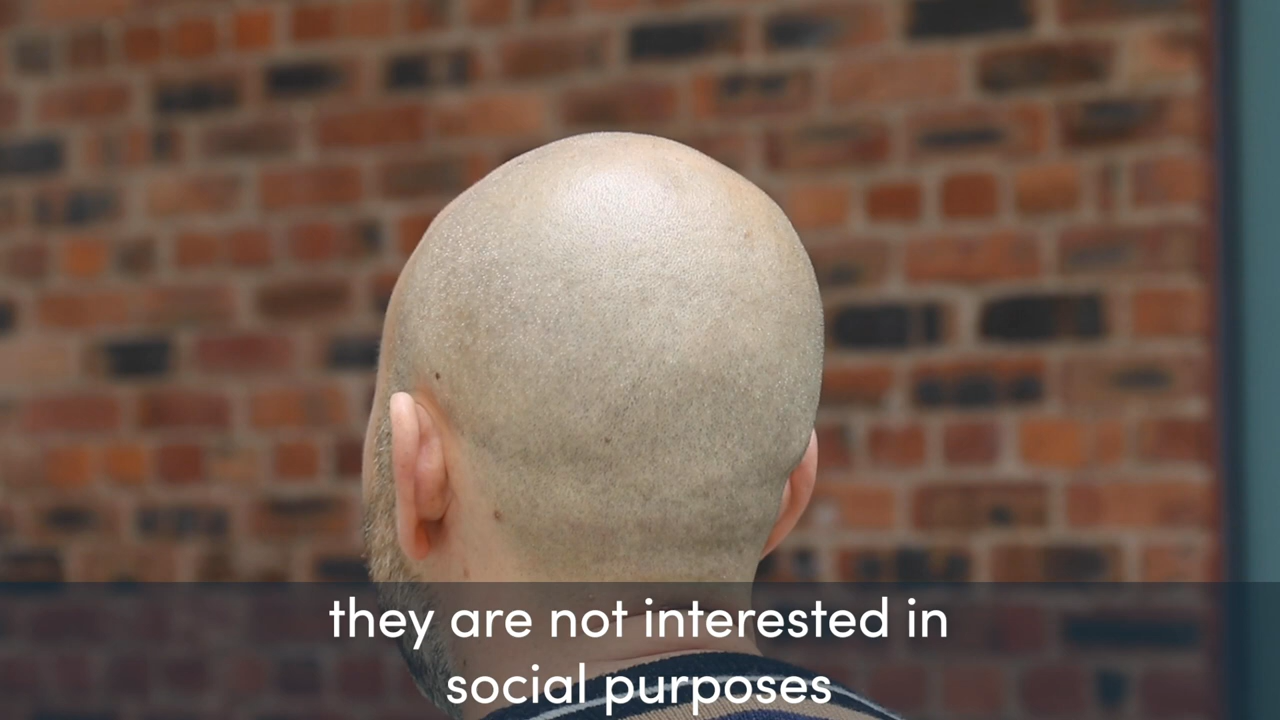 they are not interested in
social purposes